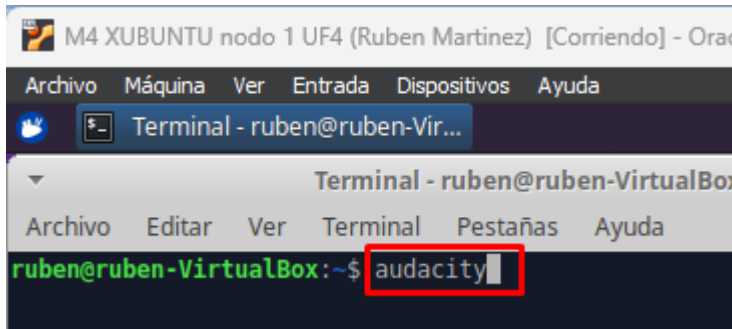 M4 XUBUNTU nodo 1 UF4 (Ruben Martinez) [Corriendo] - Orac
Archivo Máquina Ver Entrada Dispositivos Ayuda
Terminal - ruben@ruben-Vir...
Terminal - ruben@ruben-VirtualBox
Archivo Editar Ver Terminal Pestañas Ayuda
ruben@ruben-VirtualBox:~$ audacity